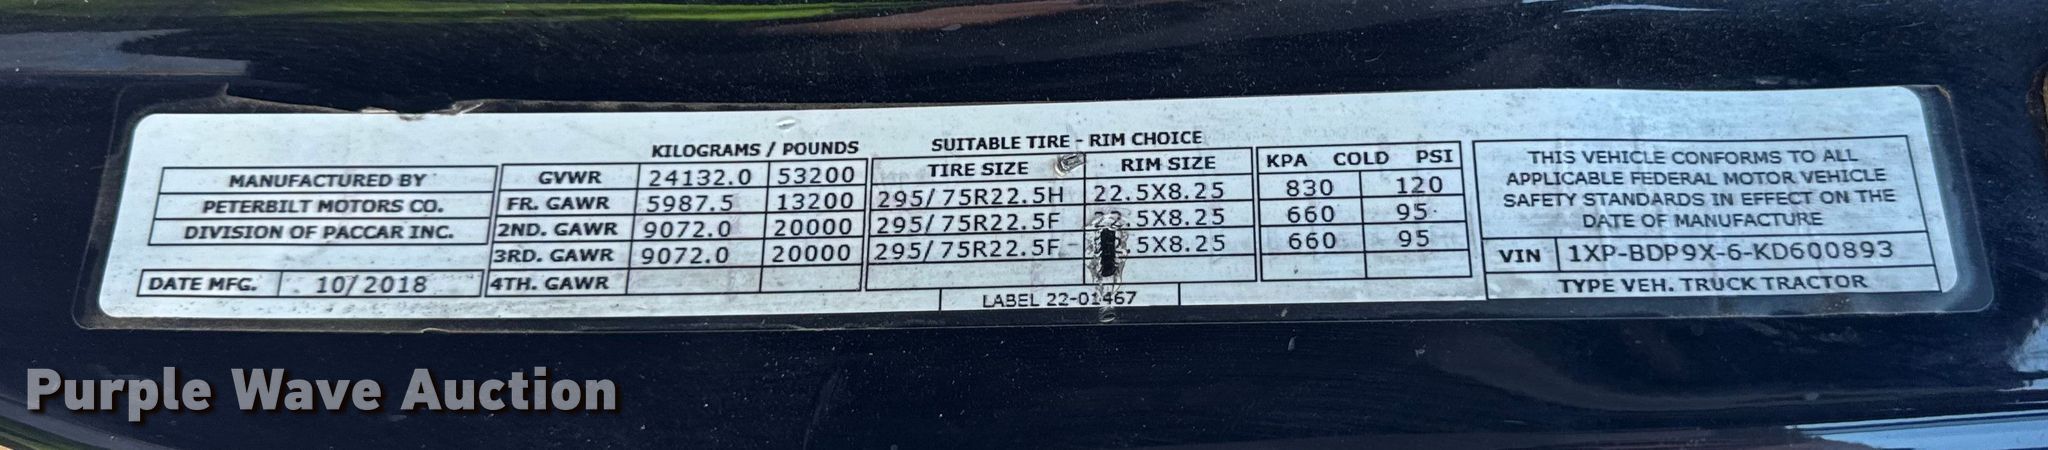 KILOGRAMS / POUNDS SUITABLE TIRE - RIM CHOICE
TIRE SIZE RIM SIZE KPA COLD PSI
MANUFACTURED BY
PETERBILT MOTORS CO.
DIVISION OF PACCAR INC.
DATE MFG. 10/2018
GVWR 24132.0 53200
FR. GAWR 5987.5 13200 295/75R22.5H 22.5X8.25 830 120
2ND. GAWR 9072.0 20000 295/75R22.5F 22.5X8.25 660 95
3RD. GAWR 9072.0 20000 295/75R22.5F .5X8.25 660 95
4TH. GAWR
LABEL 22-01467
THIS VEHICLE CONFORMS TO ALL
APPLICABLE FEDERAL MOTOR VEHICLE
SAFETY STANDARDS IN EFFECT ON THE
DATE OF MANUFACTURE
VIN 1XP-BDP9X-6-KD600893
TYPE VEH. TRUCK TRACTOR
Purple Wave Auction